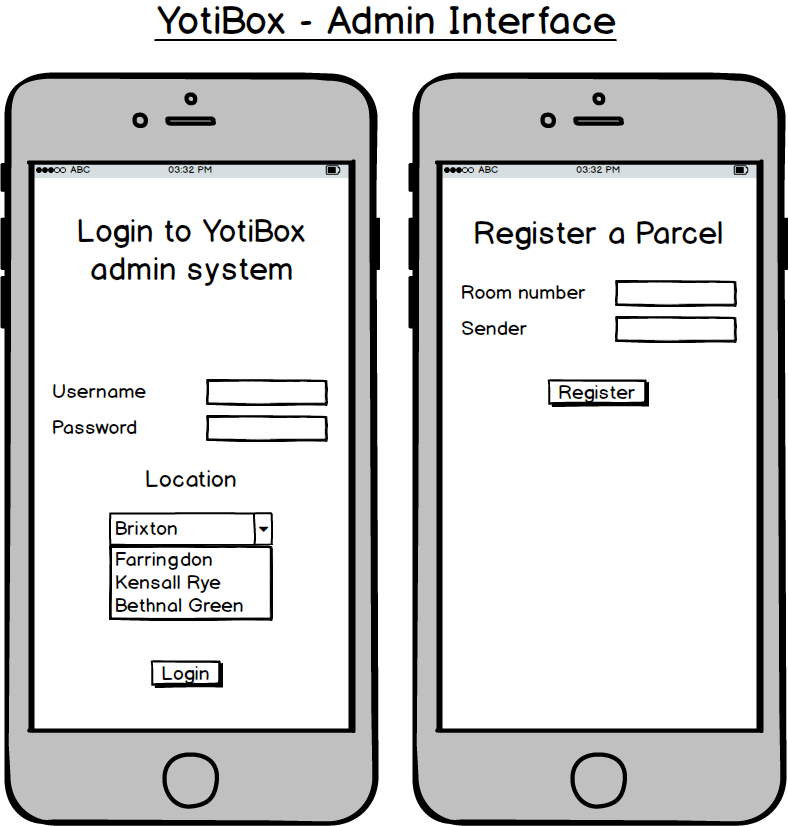 YotiBox - Admin Interface
ABC 03:32 PM
Login to YotiBox
admin system
Username
Password
Location
Brixton
Farringdon
Kensall Rye
Bethnal Green
Login
ABC 03:32 PM
Register a Parcel
Room number
Sender
Register